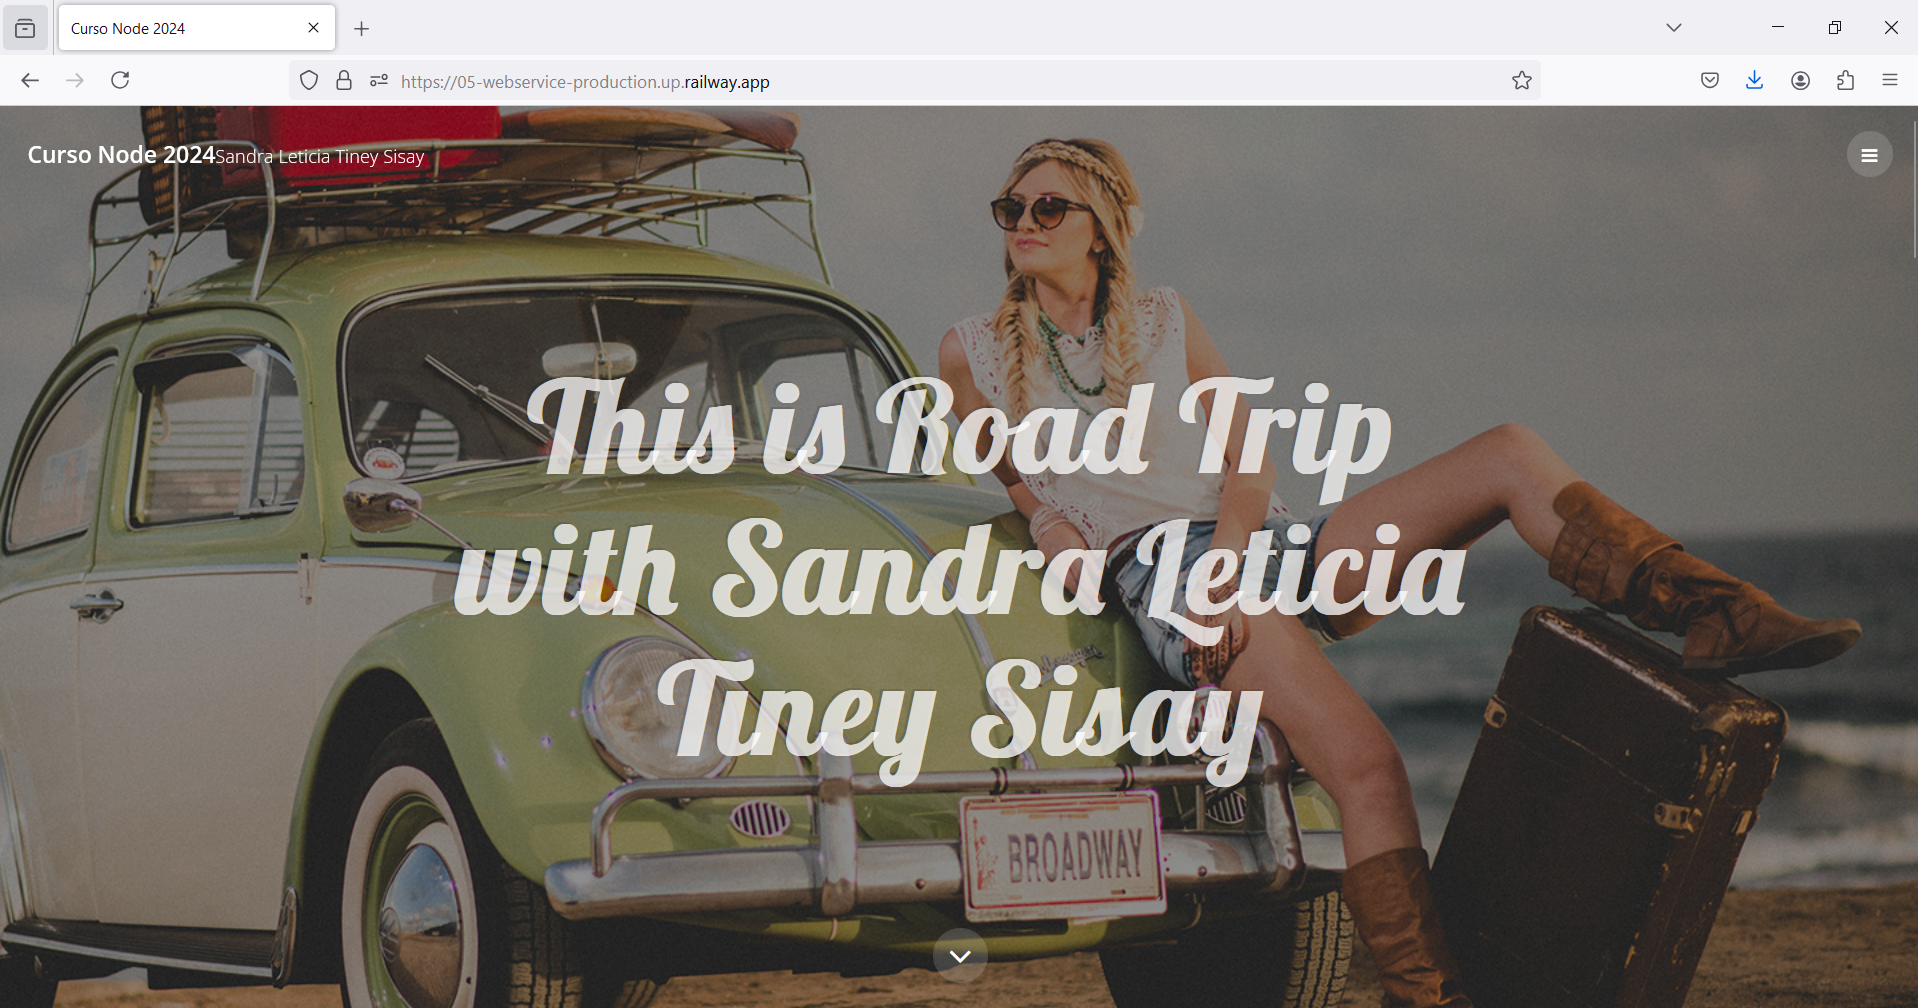 Curso Node 2024
https://05-webservice-production.up.railway.app
Curso Node 2024Sandra Leticia Tiney Sisay
This is Road Trip
with Sandra Leticia
Tiney Sisay
BROADWAY